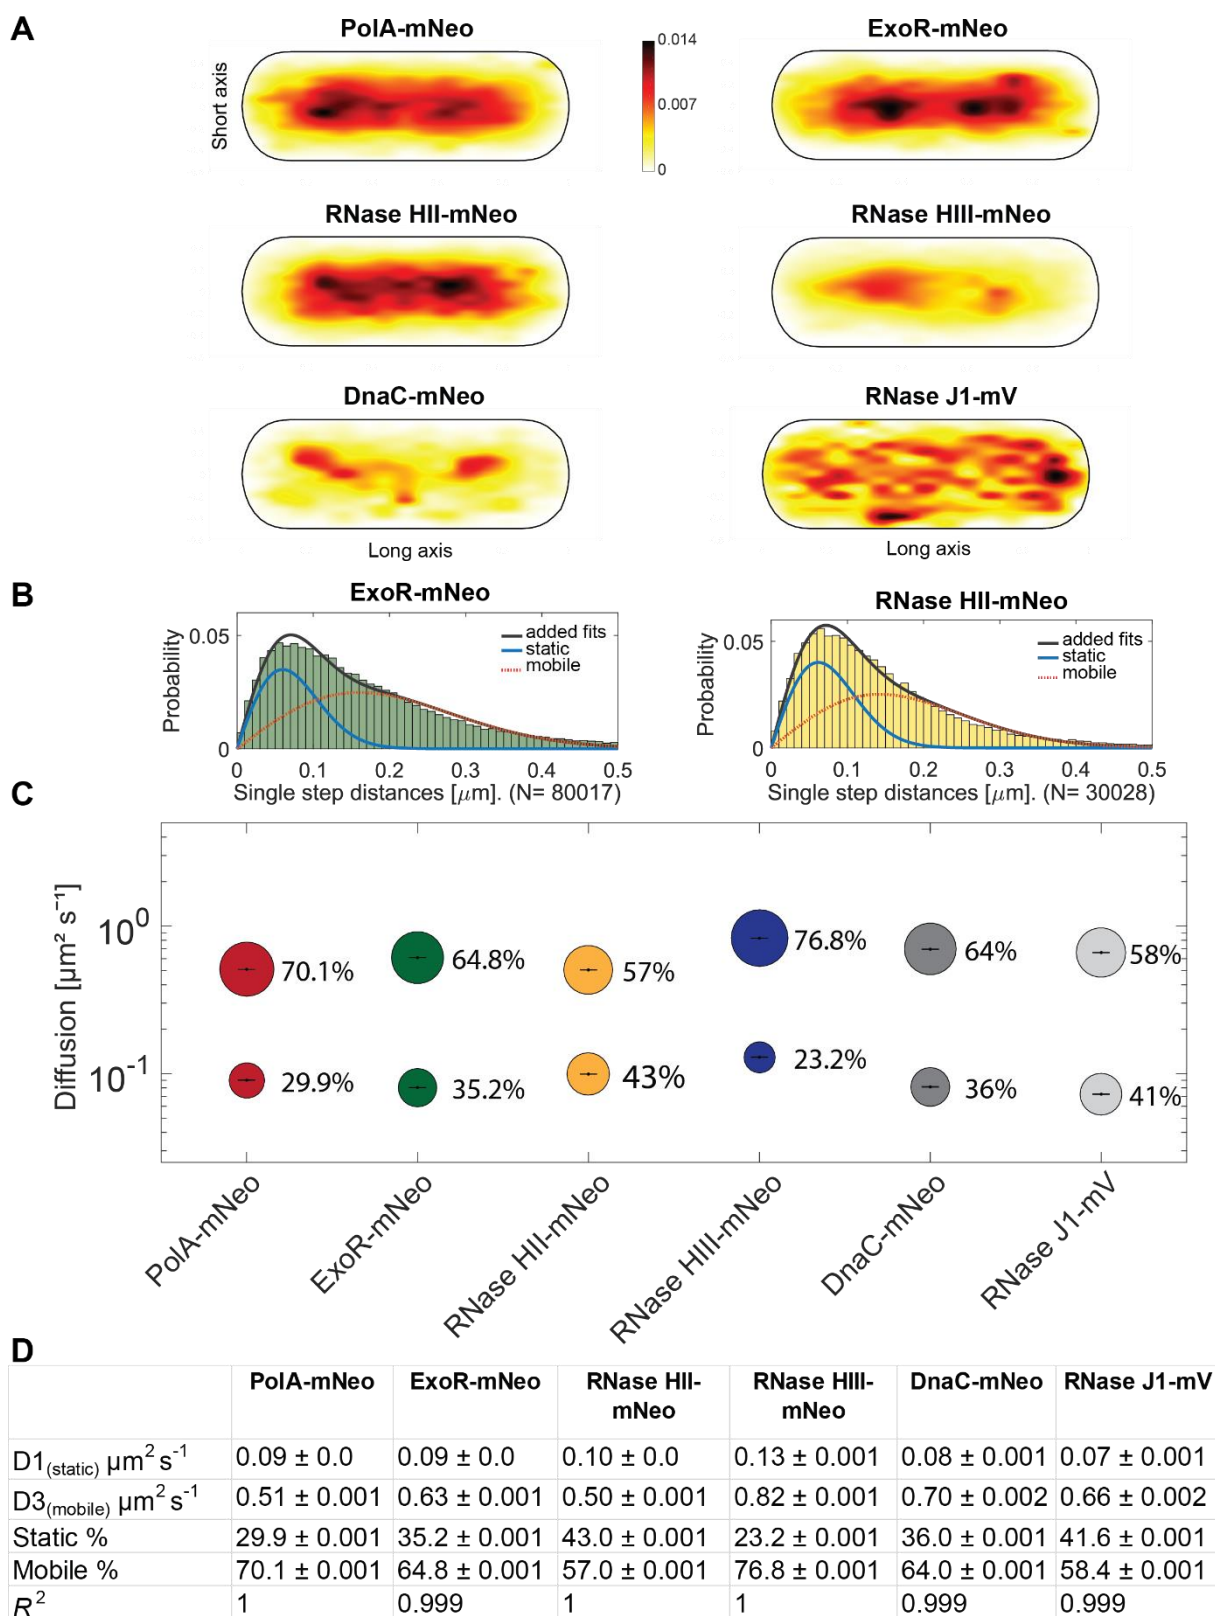 A
PolA-mNeo
ExoR-mNeo
Short axis
0.014
0.007
0
RNase HII-mNeo
RNase HIII-mNeo
DnaC-mNeo
RNase J1-mV
Long axis
Long axis
B
ExoR-mNeo
Probability
0.05
0
added fits
static
mobile
0 0.1 0.2 0.3 0.4 0.5
Single step distances [μm]. (N= 80017)
RNase HII-mNeo
Probability
0.05
0
added fits
static
mobile
0 0.1 0.2 0.3 0.4 0.5
Single step distances [μm]. (N= 30028)
C
Diffusion [μm² s⁻¹]
10⁰
10⁻¹
70.1% 64.8% 57% 76.8% 64% 58%
29.9% 35.2% 43% 23.2% 36% 41%
PolA-mNeo
ExoR-mNeo
RNase HII-mNeo
RNase HIII-mNeo
DnaC-mNeo
RNase J1-mV
D
PolA-mNeo ExoR-mNeo RNase HII-mNeo RNase HIII-mNeo DnaC-mNeo RNase J1-mV
D1(static) μm² s⁻¹ 0.09 ± 0.0 0.09 ± 0.0 0.10 ± 0.0 0.13 ± 0.001 0.08 ± 0.001 0.07 ± 0.001
D3(mobile) μm² s⁻¹ 0.51 ± 0.001 0.63 ± 0.001 0.50 ± 0.001 0.82 ± 0.001 0.70 ± 0.002 0.66 ± 0.002
Static % 29.9 ± 0.001 35.2 ± 0.001 43.0 ± 0.001 23.2 ± 0.001 36.0 ± 0.001 41.6 ± 0.001
Mobile % 70.1 ± 0.001 64.8 ± 0.001 57.0 ± 0.001 76.8 ± 0.001 64.0 ± 0.001 58.4 ± 0.001
R² 1 0.999 1 1 0.999 0.999